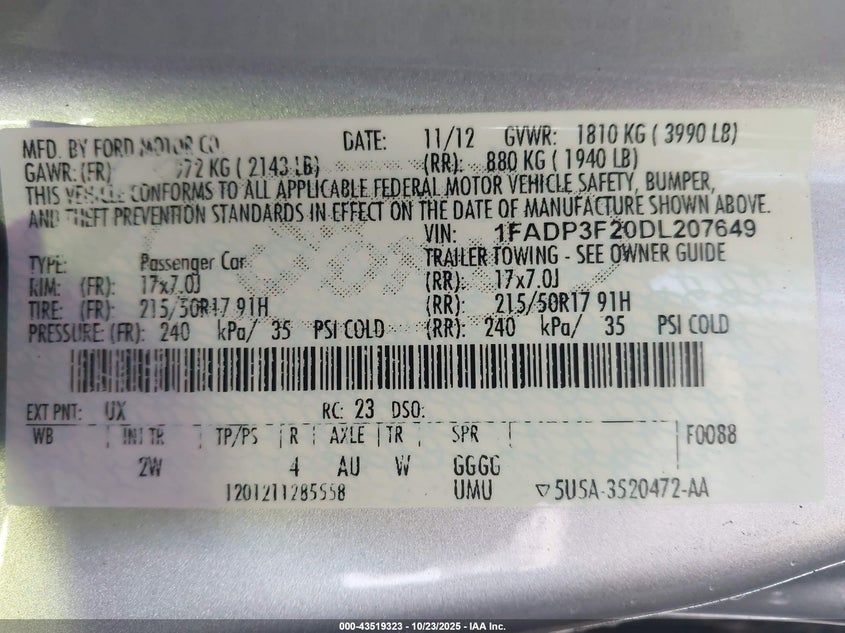 MFD. BY FORD MOTOR CO. DATE: 11/12 GVWR: 1810 KG ( 3990 LB)
GAWR: (FR) 972 KG ( 2143 LB) (RR): 880 KG ( 1940 LB)
THIS VEHICLE CONFORMS TO ALL APPLICABLE FEDERAL MOTOR VEHICLE SAFETY, BUMPER,
AND THEFT PREVENTION STANDARDS IN EFFECT ON THE DATE OF MANUFACTURE SHOWN ABOVE.
VIN: 1FADP3F20DL207649
TYPE: Passenger Car TRAILER TOWING - SEE OWNER GUIDE
RIM: (FR): 17x7.0J (RR): 17x7.0J
TIRE: (FR): 215/50R17 91H (RR): 215/50R17 91H
PRESSURE: (FR): 240 kPa/ 35 PSI COLD (RR): 240 kPa/ 35 PSI COLD
EXT PNT: UX RC: 23 DSO:
WB INT TR TP/PS R AXLE TR SPR F0088
2W 4 AU W GGGG
1201211285558 UMU ▽5USA-3520472-AA
000-43519323 - 10/23/2025 - IAA Inc.